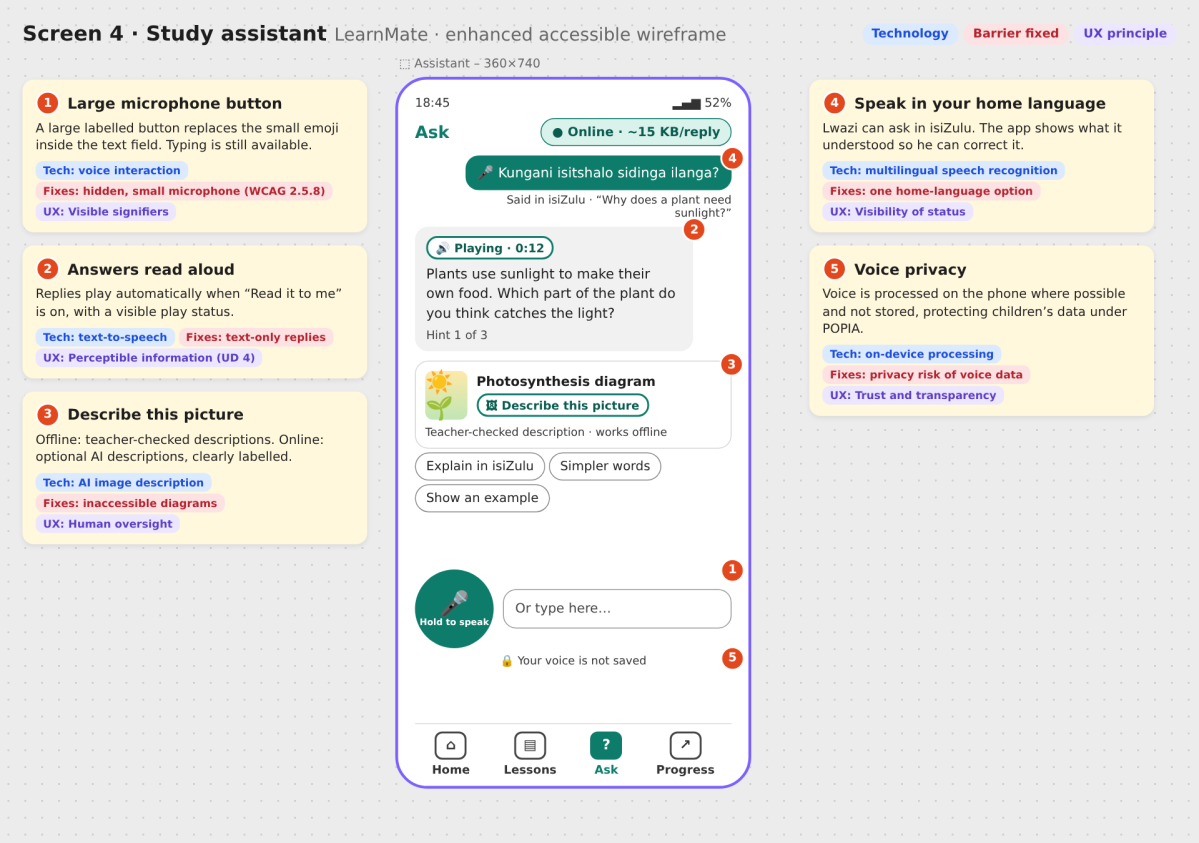 Screen 4 · Study assistant LearnMate · enhanced accessible wireframe
Technology Barrier fixed UX principle
1 Large microphone button
A large labelled button replaces the small emoji
inside the text field. Typing is still available.
Tech: voice interaction
Fixes: hidden, small microphone (WCAG 2.5.8)
UX: Visible signifiers
2 Answers read aloud
Replies play automatically when “Read it to me”
is on, with a visible play status.
Tech: text-to-speech Fixes: text-only replies
UX: Perceptible information (UD 4)
3 Describe this picture
Offline: teacher-checked descriptions. Online:
optional AI descriptions, clearly labelled.
Tech: AI image description
Fixes: inaccessible diagrams
UX: Human oversight
Assistant – 360×740
18:45 52%
Ask ● Online · ~15 KB/reply
4
🎤 Kungani isitshalo sidinga ilanga?
Said in isiZulu · “Why does a plant need
sunlight?”
2
🔊 Playing · 0:12
Plants use sunlight to make their
own food. Which part of the plant do
you think catches the light?
Hint 1 of 3
3
Photosynthesis diagram
🖼 Describe this picture
Teacher-checked description · works offline
Explain in isiZulu Simpler words
Show an example
1
🎤 Hold to speak
Or type here…
🔒 Your voice is not saved 5
?
Home Lessons Ask Progress
4 Speak in your home language
Lwazi can ask in isiZulu. The app shows what it
understood so he can correct it.
Tech: multilingual speech recognition
Fixes: one home-language option
UX: Visibility of status
5 Voice privacy
Voice is processed on the phone where possible
and not stored, protecting children’s data under
POPIA.
Tech: on-device processing
Fixes: privacy risk of voice data
UX: Trust and transparency